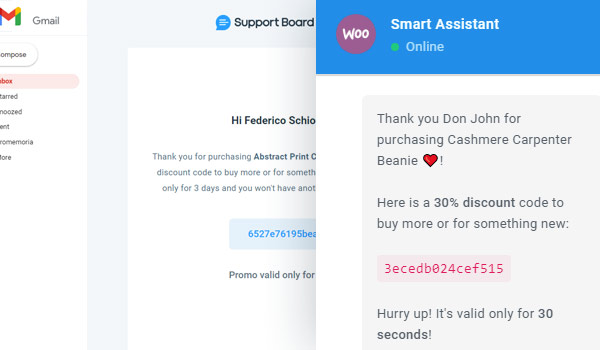 Gmail
ompose
nbox
tarred
noozed
ent
romemoria
ore
Support Board
Hi Federico Schio
Thank you for purchasing Abstract Print C
discount code to buy more or for someth
only for 3 days and you won't have anot
6527e76195bea
Promo valid only for
Woo
Smart Assistant
Online
Thank you Don John for
purchasing Cashmere Carpenter
Beanie ❤️!
Here is a 30% discount code to
buy more or for something new:
3ecedb024cef515
Hurry up! It's valid only for 30
seconds!